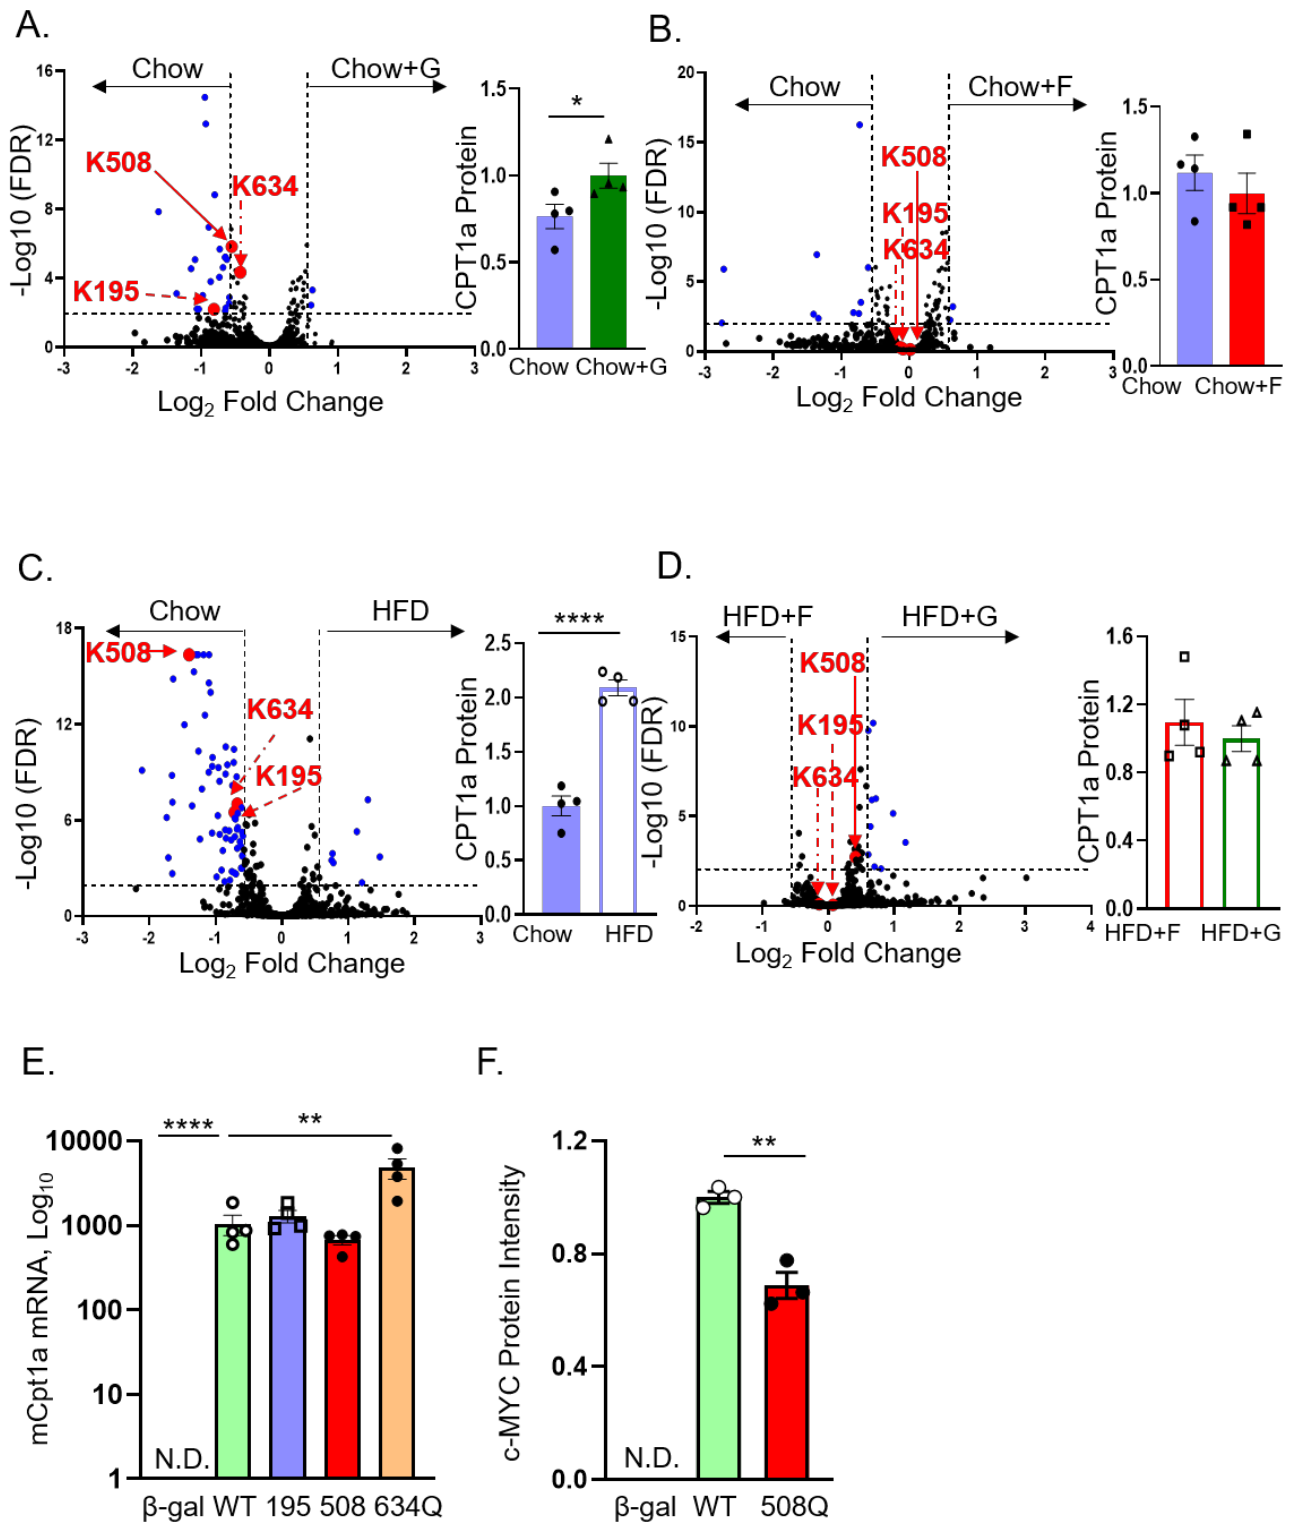 A.
Chow
Chow+G
-Log10 (FDR)
16
12
8
4
0
K508
K634
K195
-3 -2 -1 0 1 2 3
Log2 Fold Change
CPT1a Protein
1.5
1.0
0.5
0.0
*
Chow Chow+G
B.
Chow
Chow+F
-Log10 (FDR)
20
15
10
5
0
K508
K195
K634
-3 -2 -1 0 1 2 3
Log2 Fold Change
CPT1a Protein
1.5
1.0
0.5
0.0
Chow Chow+F
C.
Chow
HFD
-Log10 (FDR)
18
12
6
0
K508
K634
K195
-3 -2 -1 0 1 2 3
Log2 Fold Change
CPT1a Protein
2.5
2.0
1.5
1.0
0.5
0.0
****
Chow HFD
D.
HFD+F
HFD+G
-Log10 (FDR)
15
10
5
0
K508
K195
K634
-2 -1 0 1 2 3 4
Log2 Fold Change
CPT1a Protein
1.6
1.2
0.8
0.4
0.0
HFD+F HFD+G
E.
mCpt1a mRNA, Log10
10000
1000
100
10
1
****
**
N.D.
β-gal WT 195 508 634Q
F.
c-MYC Protein Intensity
1.2
0.8
0.4
0.0
**
N.D.
β-gal WT 508Q